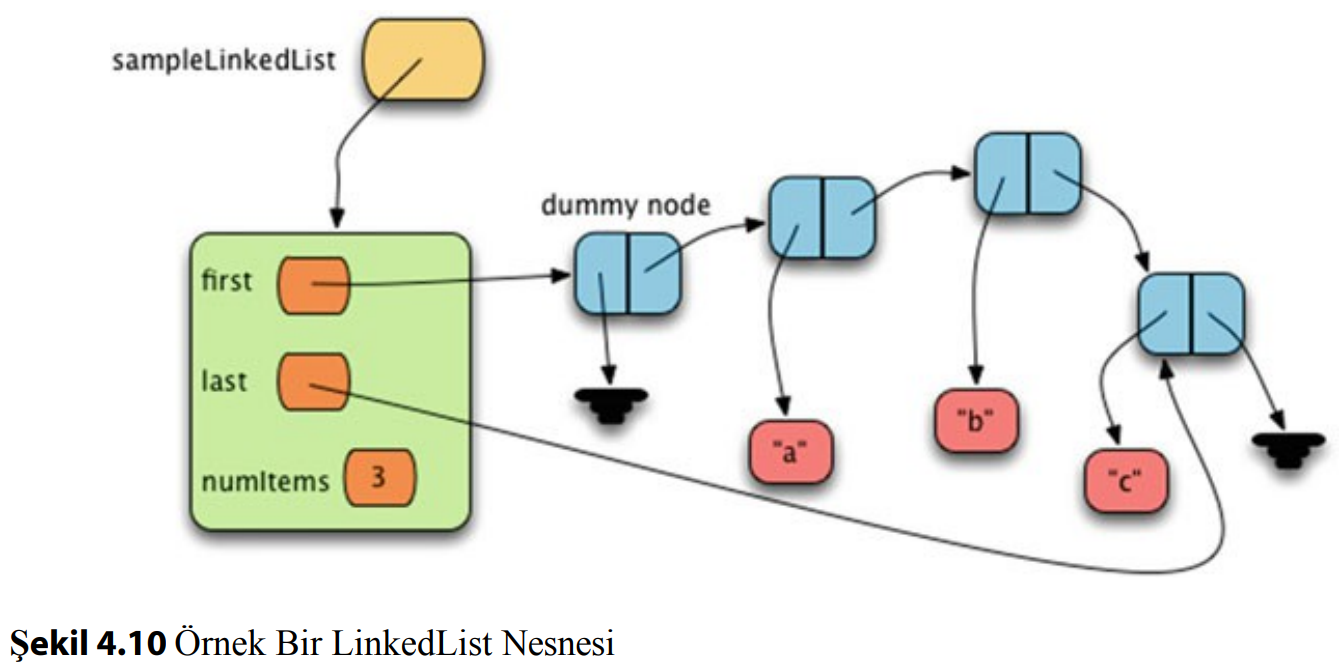 sampleLinkedList
dummy node
first
last
numItems 3
"a"
"b"
"c"
Şekil 4.10 Örnek Bir LinkedList Nesnesi